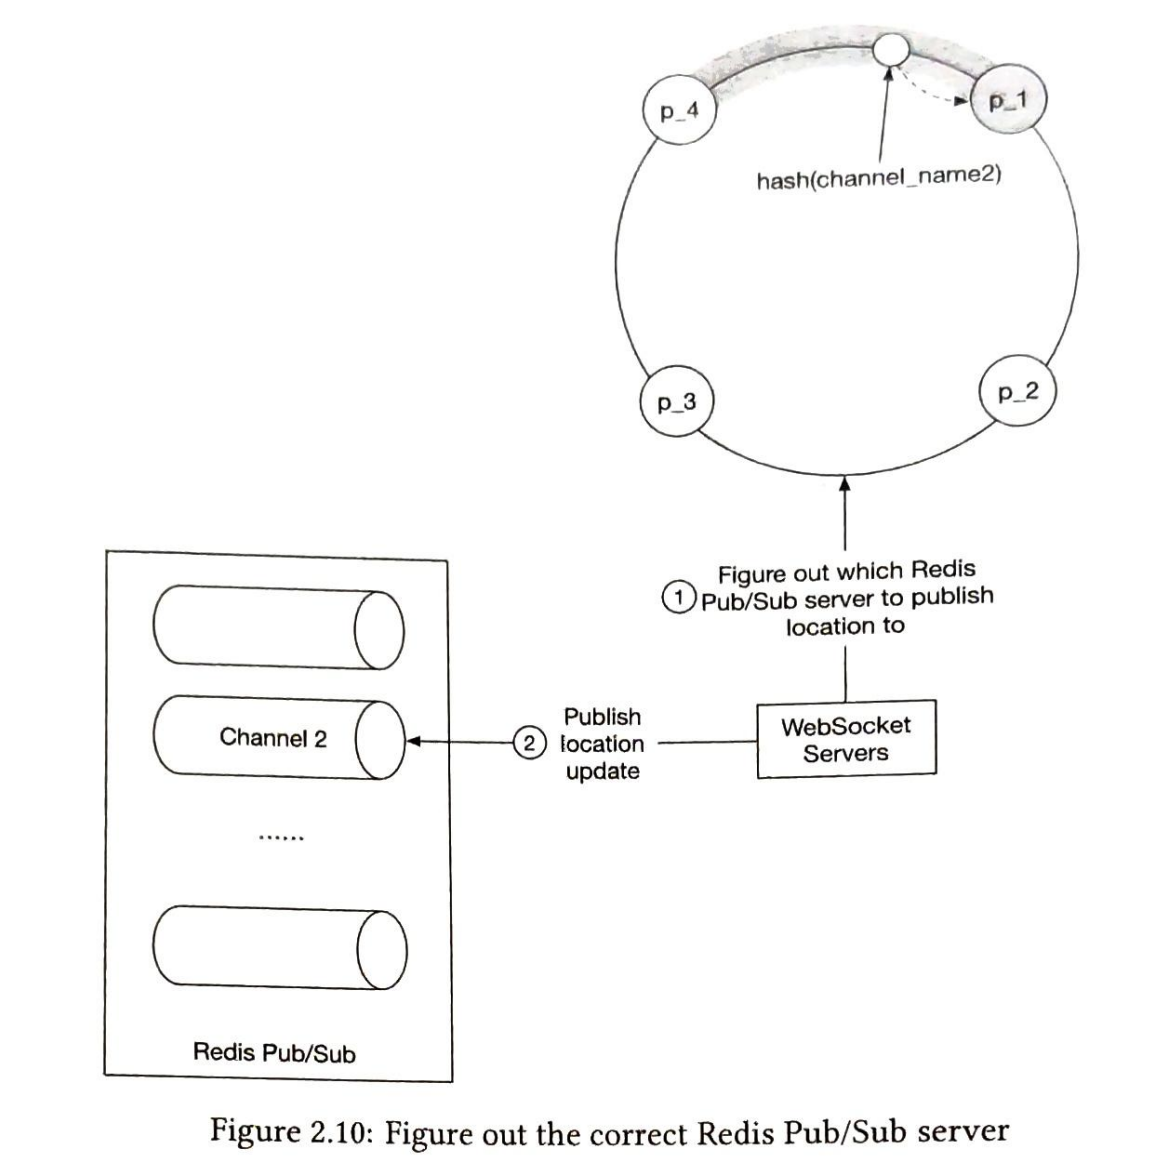 p_4
p_1
hash(channel_name2)
p_3
p_2
1
Figure out which Redis
Pub/Sub server to publish
location to
Channel 2
2
Publish
location
update
WebSocket
Servers
......
Redis Pub/Sub
Figure 2.10: Figure out the correct Redis Pub/Sub server